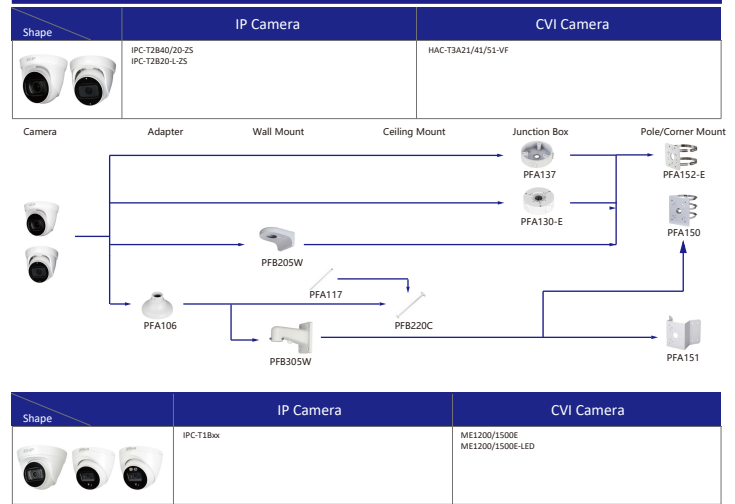 Shape
IP Camera
CVI Camera
IPC-T2B40/20-ZS
IPC-T2B20-L-ZS
HAC-T3A21/41/51-VF
Camera
Adapter
Wall Mount
Ceiling Mount
Junction Box
Pole/Corner Mount
PFA137
PFA152-E
PFA130-E
PFA150
PFB205W
PFA117
PFA106
PFB220C
PFB305W
PFA151
Shape
IP Camera
CVI Camera
IPC-T1Bxx
ME1200/1500E
ME1200/1500E-LED